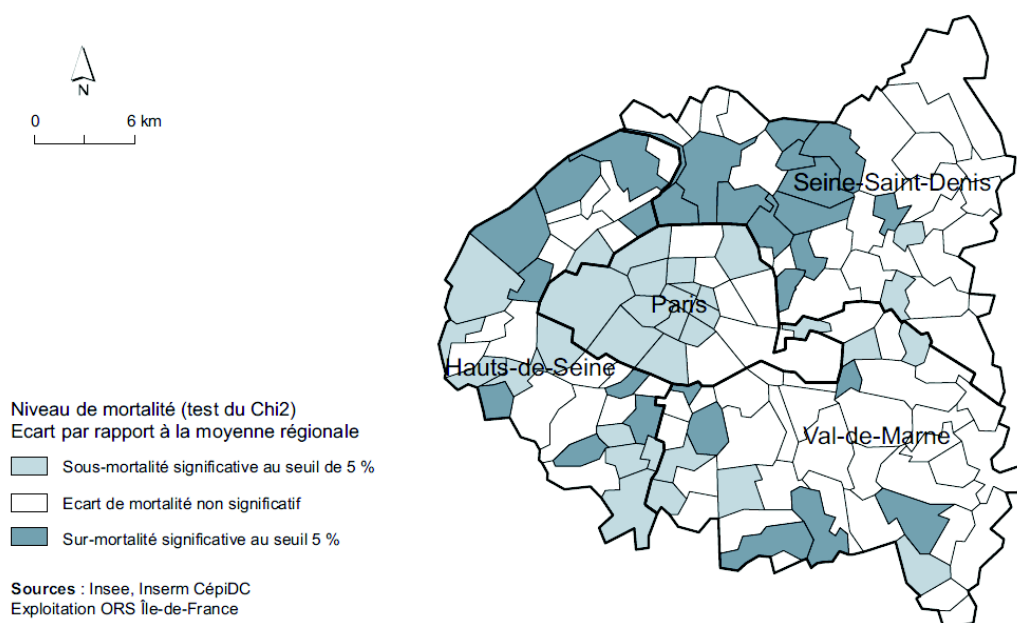 N
0 6 km
Seine-Saint-Denis
Paris
Hauts-de-Seine
Val-de-Marne
Niveau de mortalité (test du Chi2)
Ecart par rapport à la moyenne régionale
Sous-mortalité significative au seuil de 5 %
Ecart de mortalité non significatif
Sur-mortalité significative au seuil 5 %
Sources : Insee, Inserm CépiDC
Exploitation ORS Île-de-France